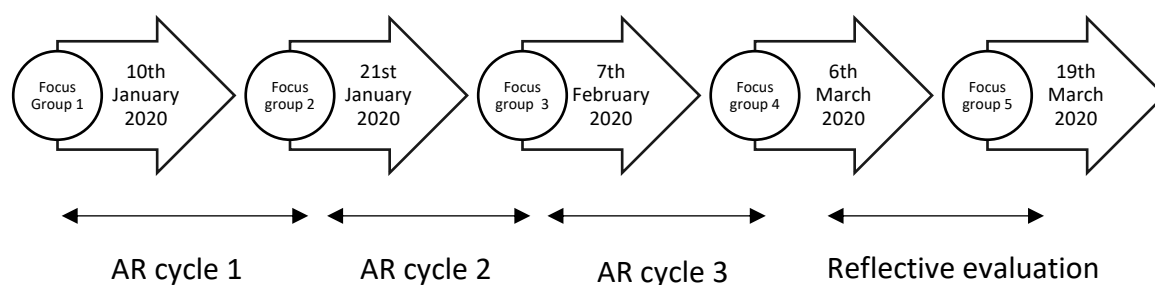 Focus
Group 1
10th
January
2020
Focus
group 2
21st
January
2020
Focus
group 3
7th
February
2020
Focus
group 4
6th
March
2020
Focus
group 5
19th
March
2020
AR cycle 1
AR cycle 2
AR cycle 3
Reflective evaluation